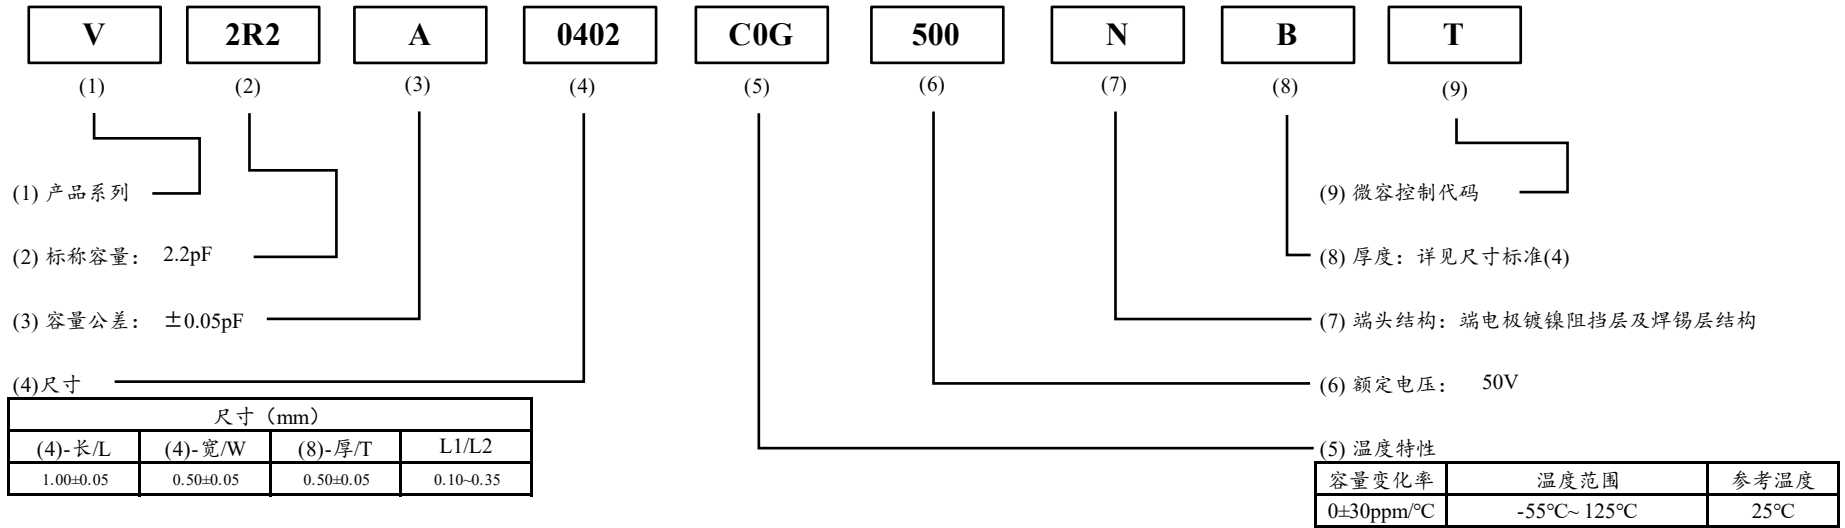 V 2R2 A 0402 C0G 500 N B T
(1) (2) (3) (4) (5) (6) (7) (8) (9)
(1) 产品系列
(9) 微容控制代码
(2) 标称容量： 2.2pF
(8) 厚度：详见尺寸标准(4)
(3) 容量公差： ±0.05pF
(7) 端头结构：端电极镀镍阻挡层及焊锡层结构
(4)尺寸
(6) 额定电压： 50V
尺寸（mm）
(4)-长/L (4)-宽/W (8)-厚/T L1/L2
1.00±0.05 0.50±0.05 0.50±0.05 0.10~0.35
(5) 温度特性
容量变化率 温度范围 参考温度
0±30ppm/°C -55°C~ 125°C 25°C